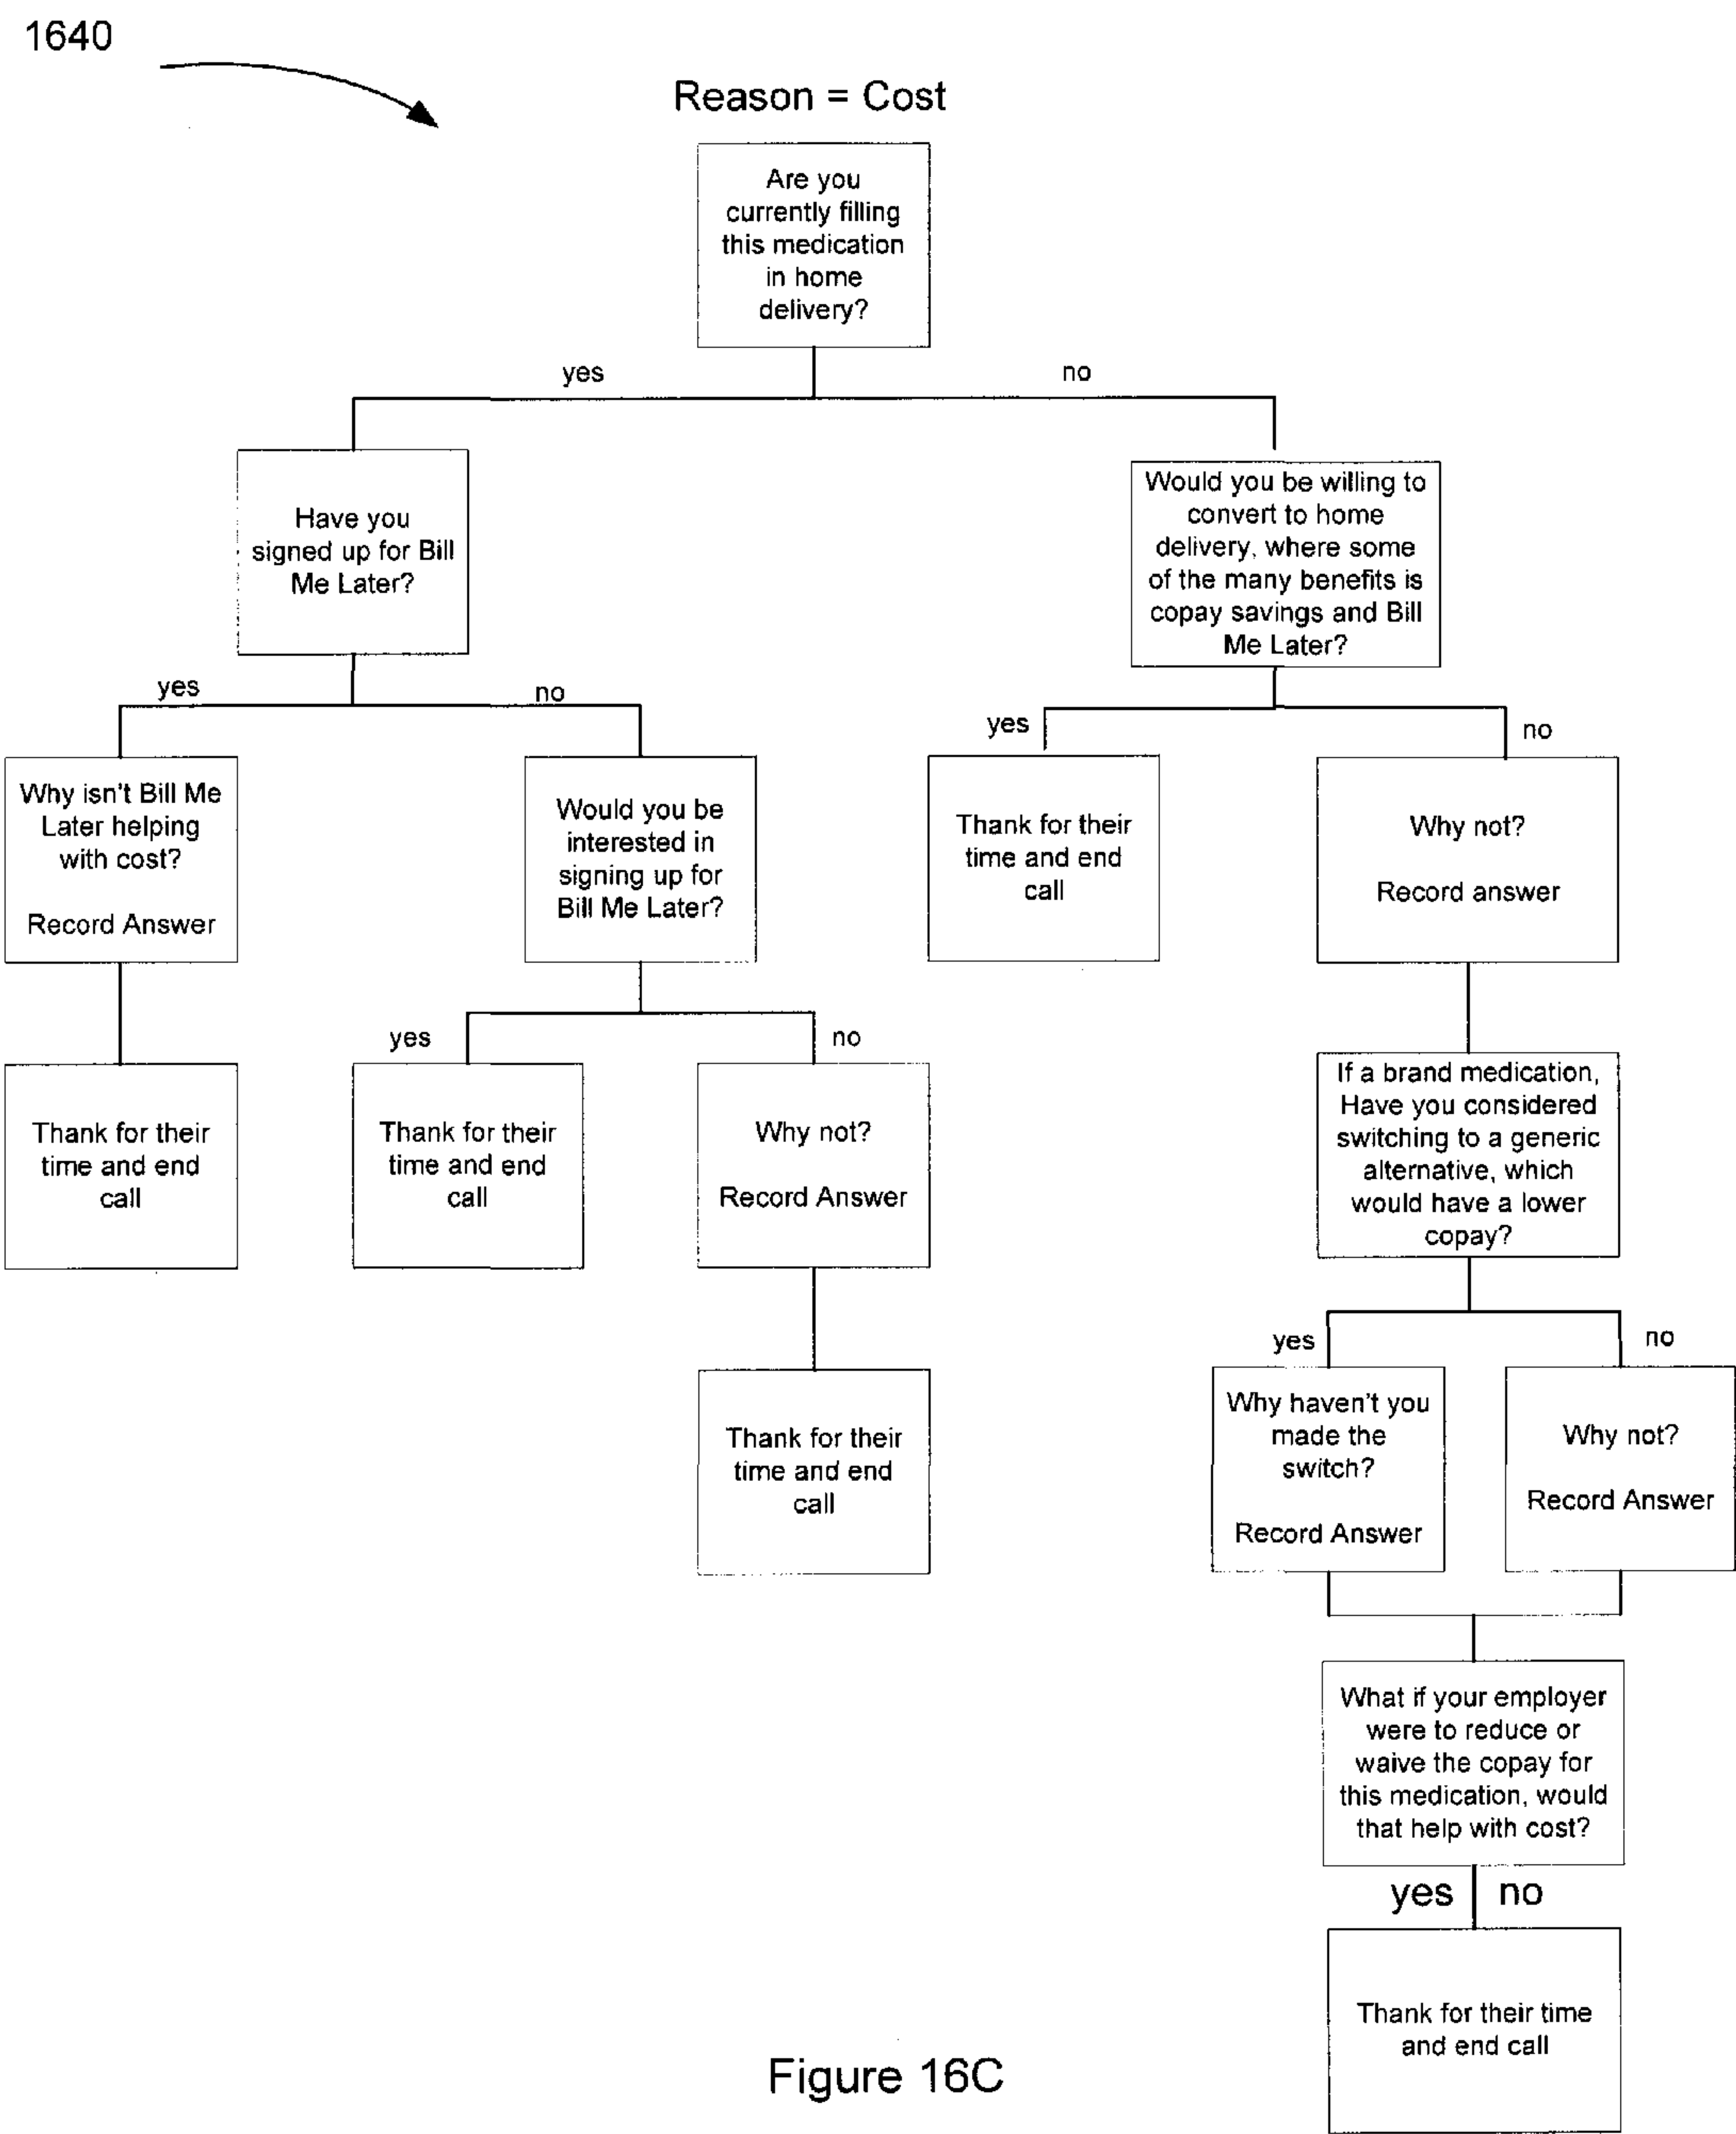 1640
Reason = Cost
Are you
currently filling
this medication
in home
delivery?
yes
no
Have you
signed up for Bill
Me Later?
Would you be willing to
convert to home
delivery, where some
of the many benefits is
copay savings and Bill
Me Later?
yes
no
yes
no
Why isn't Bill Me
Later helping
with cost?
Record Answer
Would you be
interested in
signing up for
Bill Me Later?
Thank for their
time and end
call
Why not?
Record answer
yes
no
Thank for their
time and end
call
Thank for their
time and end
call
Why not?
Record Answer
If a brand medication,
Have you considered
switching to a generic
alternative, which
would have a lower
copay?
yes
no
Thank for their
time and end
call
Why haven't you
made the
switch?
Record Answer
Why not?
Record Answer
What if your employer
were to reduce or
waive the copay for
this medication, would
that help with cost?
yes
no
Thank for their time
and end call
Figure 16C